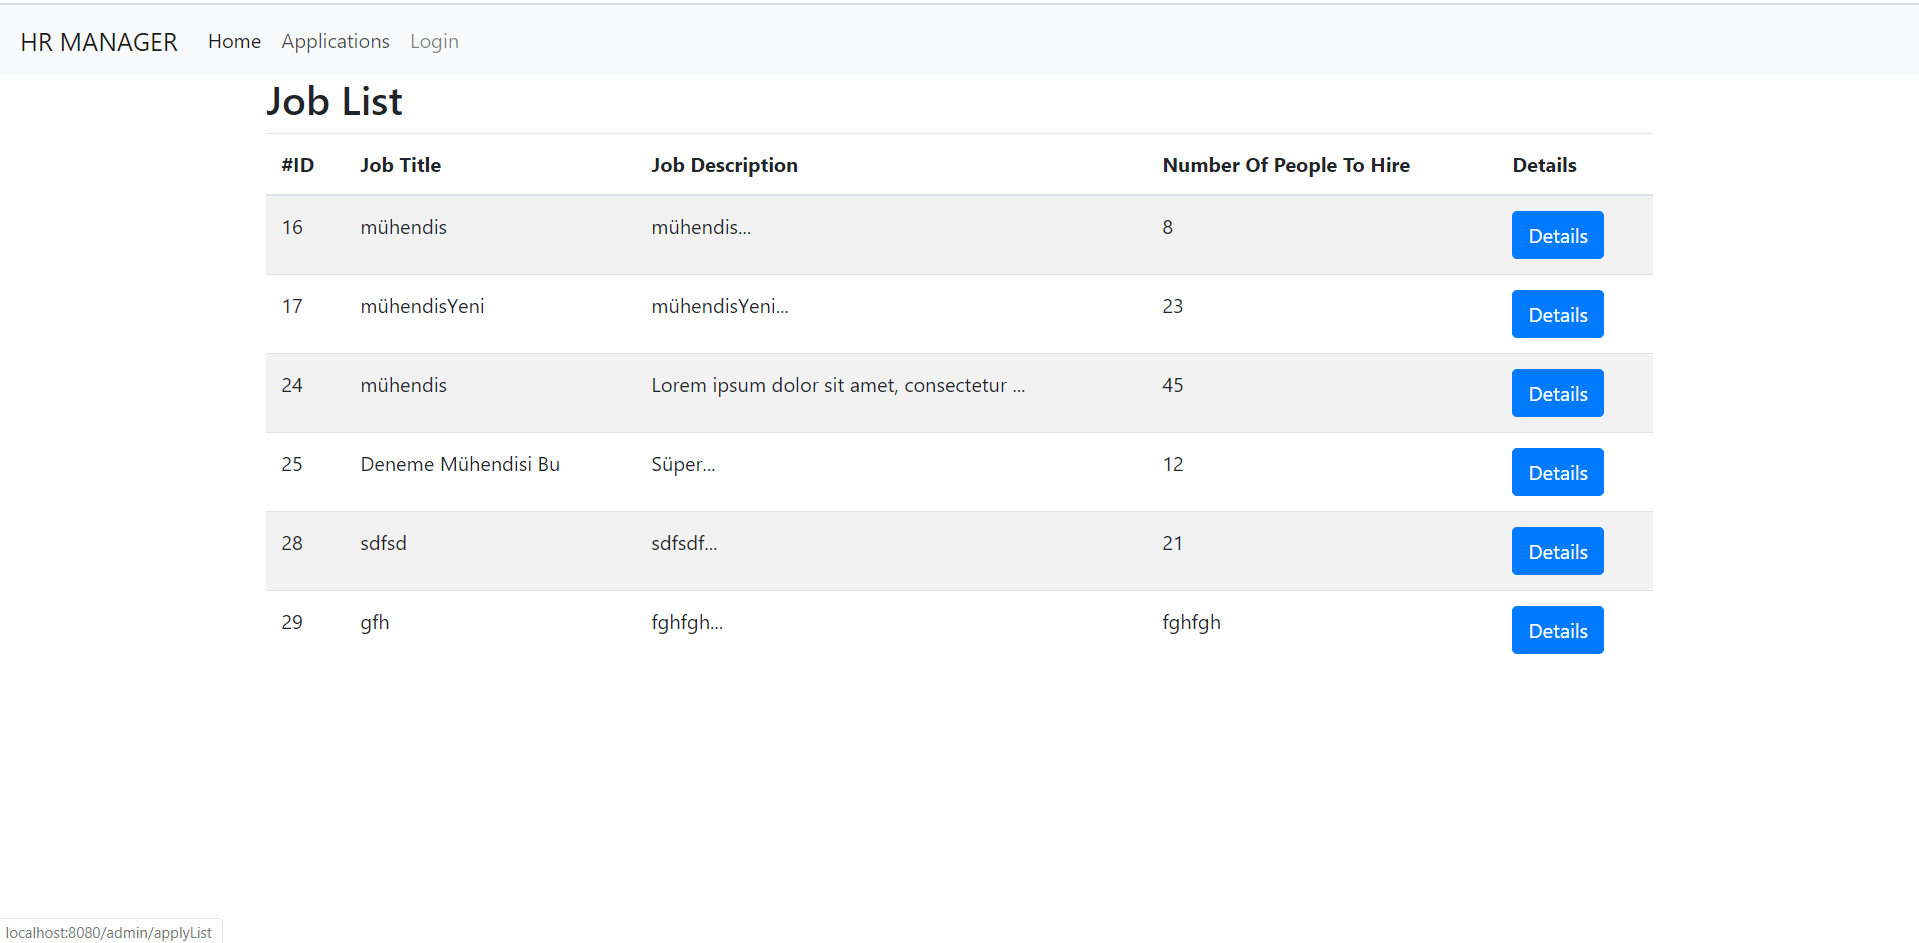 HR MANAGER Home Applications Login
Job List
#ID Job Title Job Description Number Of People To Hire Details
16 mühendis mühendis... 8 Details
17 mühendisYeni mühendisYeni... 23 Details
24 mühendis Lorem ipsum dolor sit amet, consectetur ... 45 Details
25 Deneme Mühendisi Bu Süper... 12 Details
28 sdfsd sdfsdf... 21 Details
29 gfh fghfgh... fghfgh Details
localhost:8080/admin/applyList